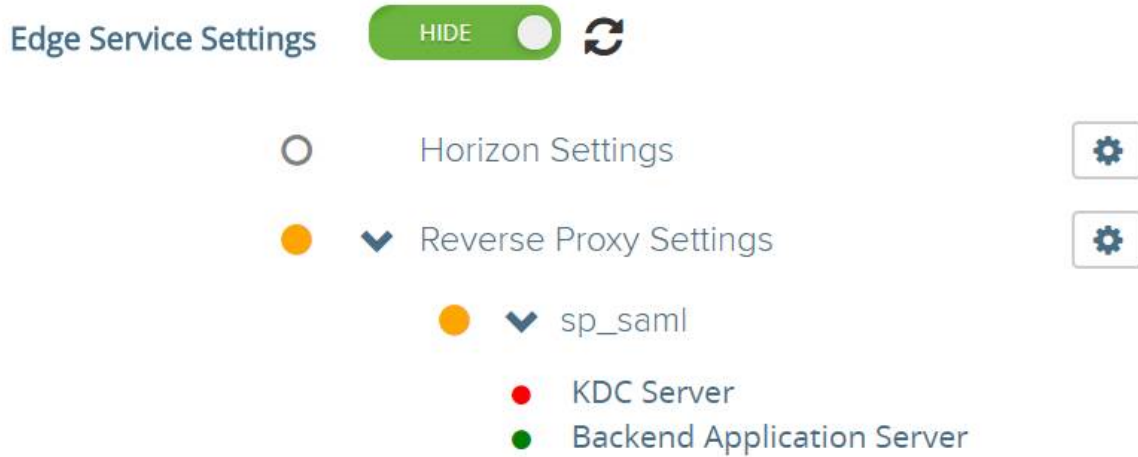 Edge Service Settings HIDE
Horizon Settings
Reverse Proxy Settings
sp_saml
KDC Server
Backend Application Server